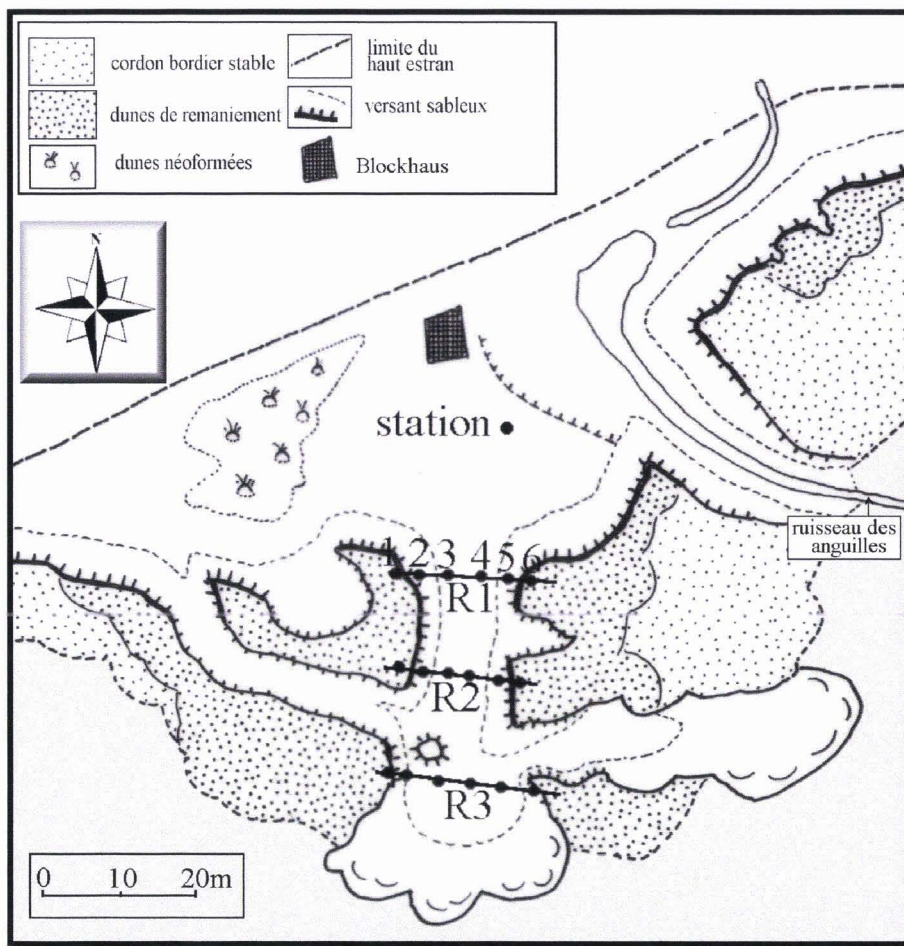 cordon bordier stable
limite du
haut estran
dunes de remaniement
versant sableux
dunes néoformées
Blockhaus
N
station
ruisseau des
anguilles
1 2 3 4 5 6
R1
R2
R3
0 10 20m